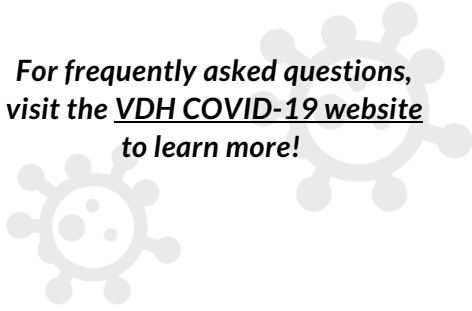 For frequently asked questions,
visit the VDH COVID-19 website
to learn more!